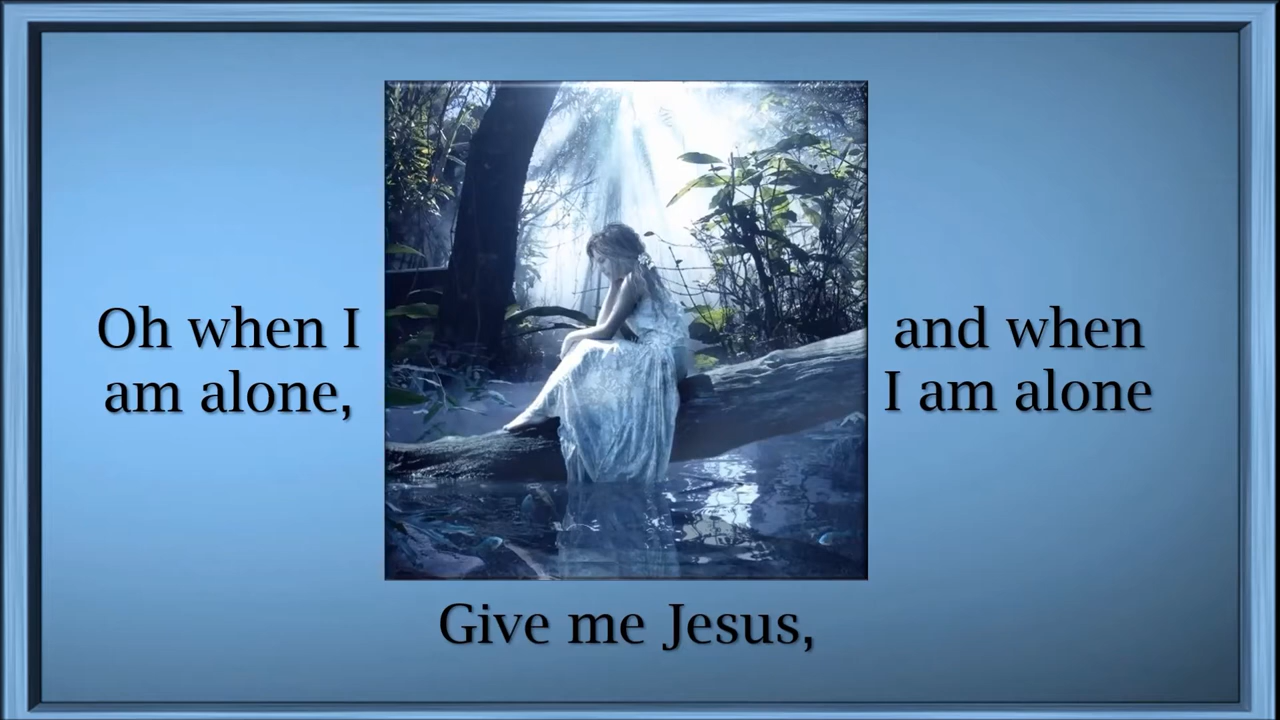 Oh when I
am alone,
and when
I am alone
Give me Jesus,